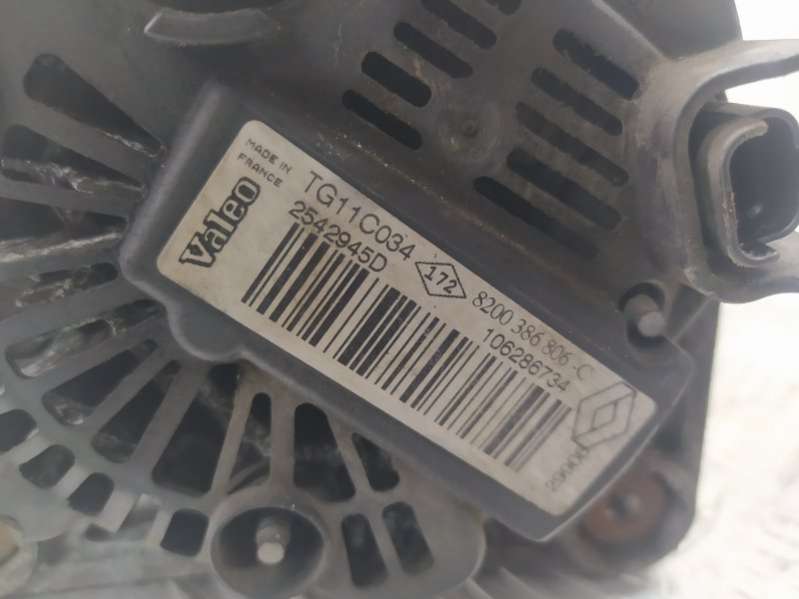 MADE IN
FRANCE
Valeo
TG11C034
2542945D
172
8200 386 806-C
106286734